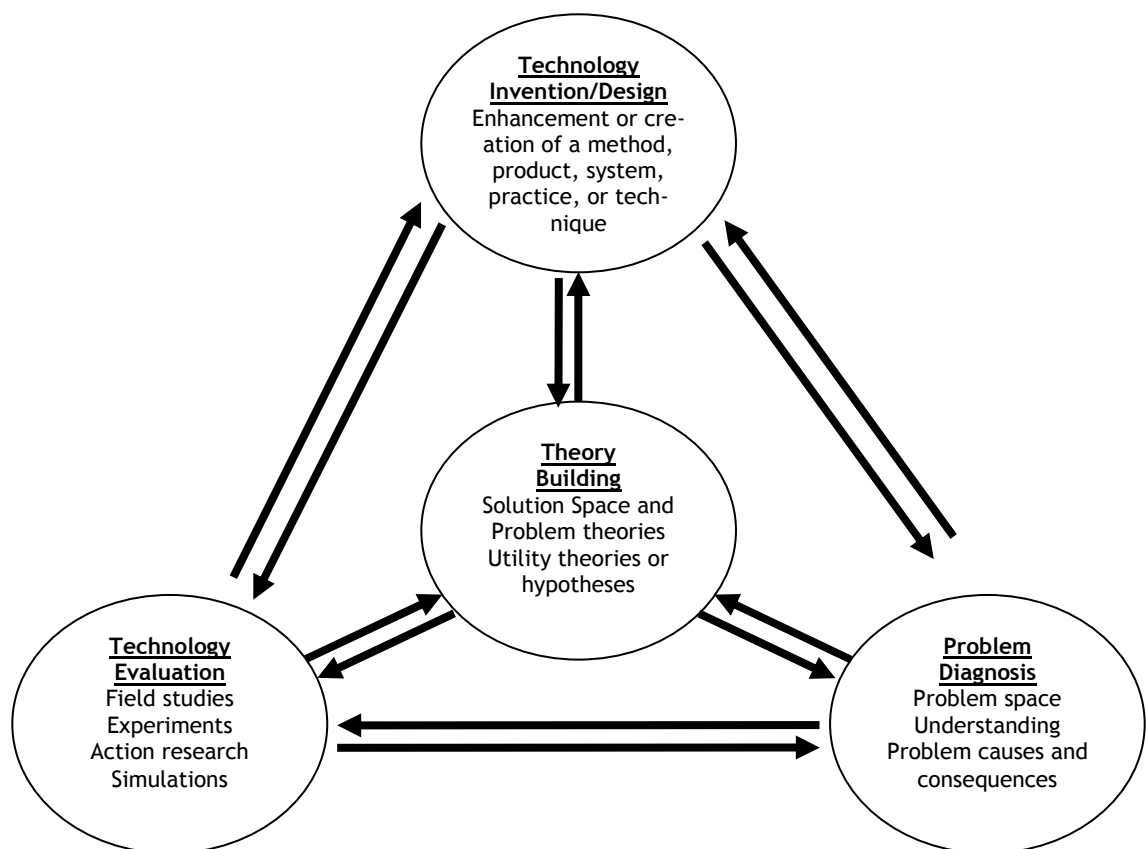 Technology
Invention/Design
Enhancement or cre-
ation of a method,
product, system,
practice, or tech-
nique
Theory
Building
Solution Space and
Problem theories
Utility theories or
hypotheses
Technology
Evaluation
Field studies
Experiments
Action research
Simulations
Problem
Diagnosis
Problem space
Understanding
Problem causes and
consequences